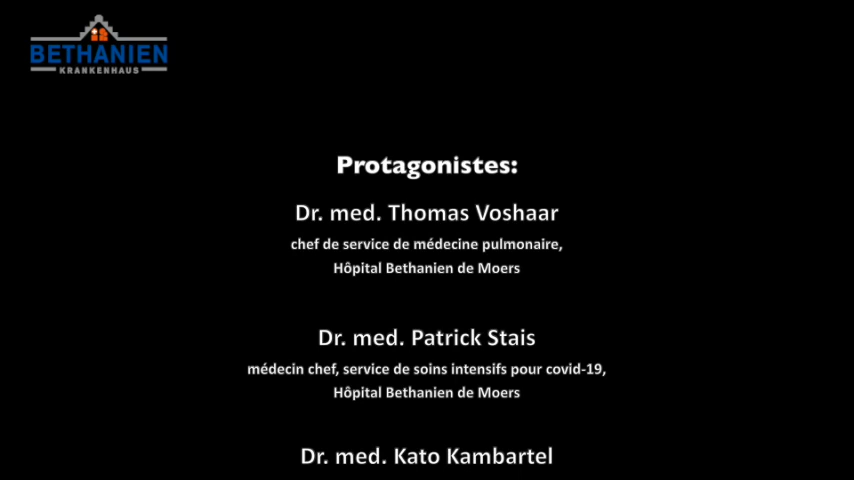 BETHANIEN
KRANKENHAUS
Protagonistes:
Dr. med. Thomas Voshaar
chef de service de médecine pulmonaire,
Hôpital Bethanien de Moers
Dr. med. Patrick Stais
médecin chef, service de soins intensifs pour covid-19,
Hôpital Bethanien de Moers
Dr. med. Kato Kambartel